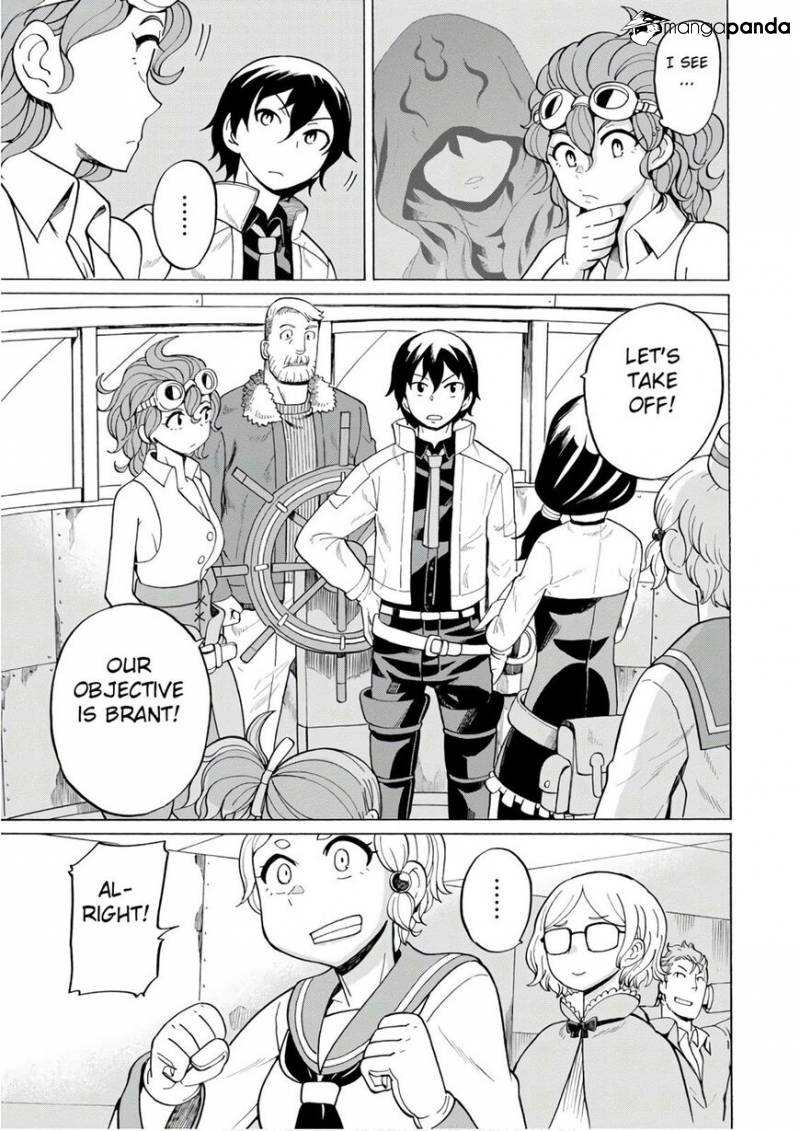 mangapanda
I SEE
...
......
LET'S
TAKE
OFF!
OUR
OBJECTIVE
IS BRANT!
......
AL-
RIGHT!